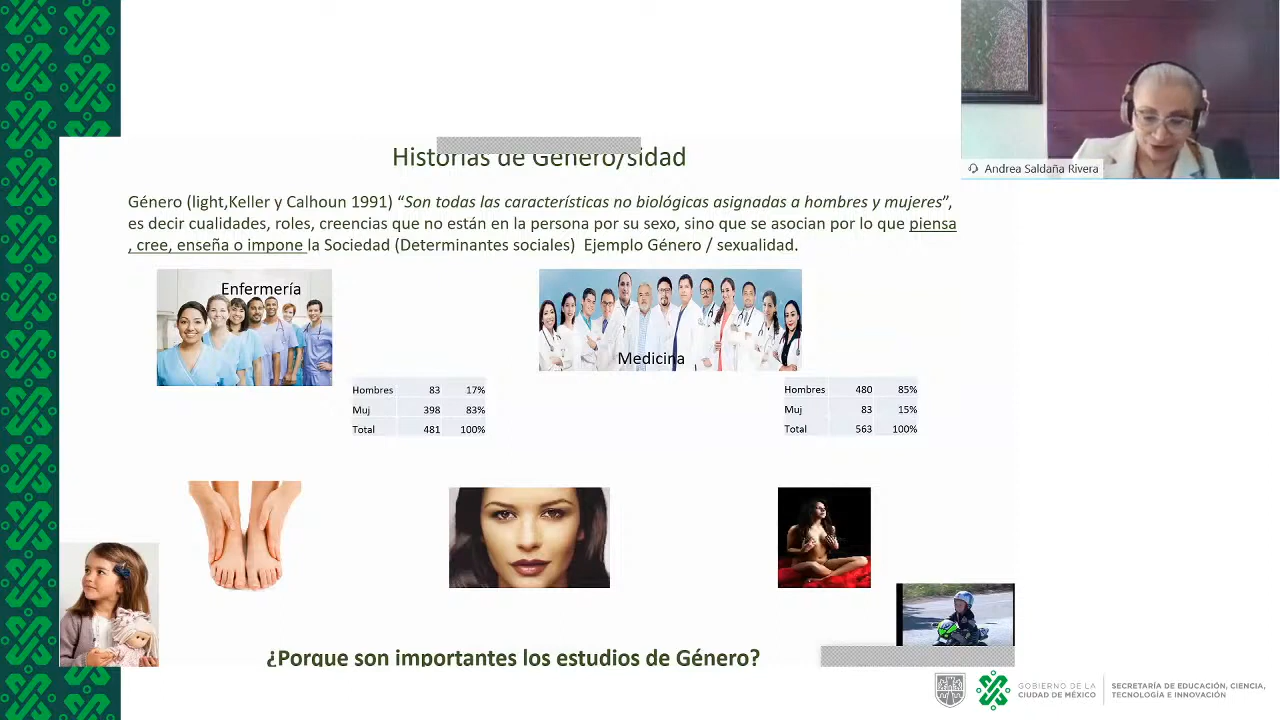 Historias de Género/sidad
Andrea Saldaña Rivera
Género (light,Keller y Calhoun 1991) “Son todas las características no biológicas asignadas a hombres y mujeres”,
es decir cualidades, roles, creencias que no están en la persona por su sexo, sino que se asocian por lo que piensa
, cree, enseña o impone la Sociedad (Determinantes sociales) Ejemplo Género / sexualidad.
Enfermería
Medicina
Hombres 83 17%
Muj 398 83%
Total 481 100%
Hombres 480 85%
Muj 83 15%
Total 563 100%
¿Porque son importantes los estudios de Género?
GOBIERNO DE LA
CIUDAD DE MÉXICO
SECRETARÍA DE EDUCACIÓN, CIENCIA,
TECNOLOGÍA E INNOVACIÓN